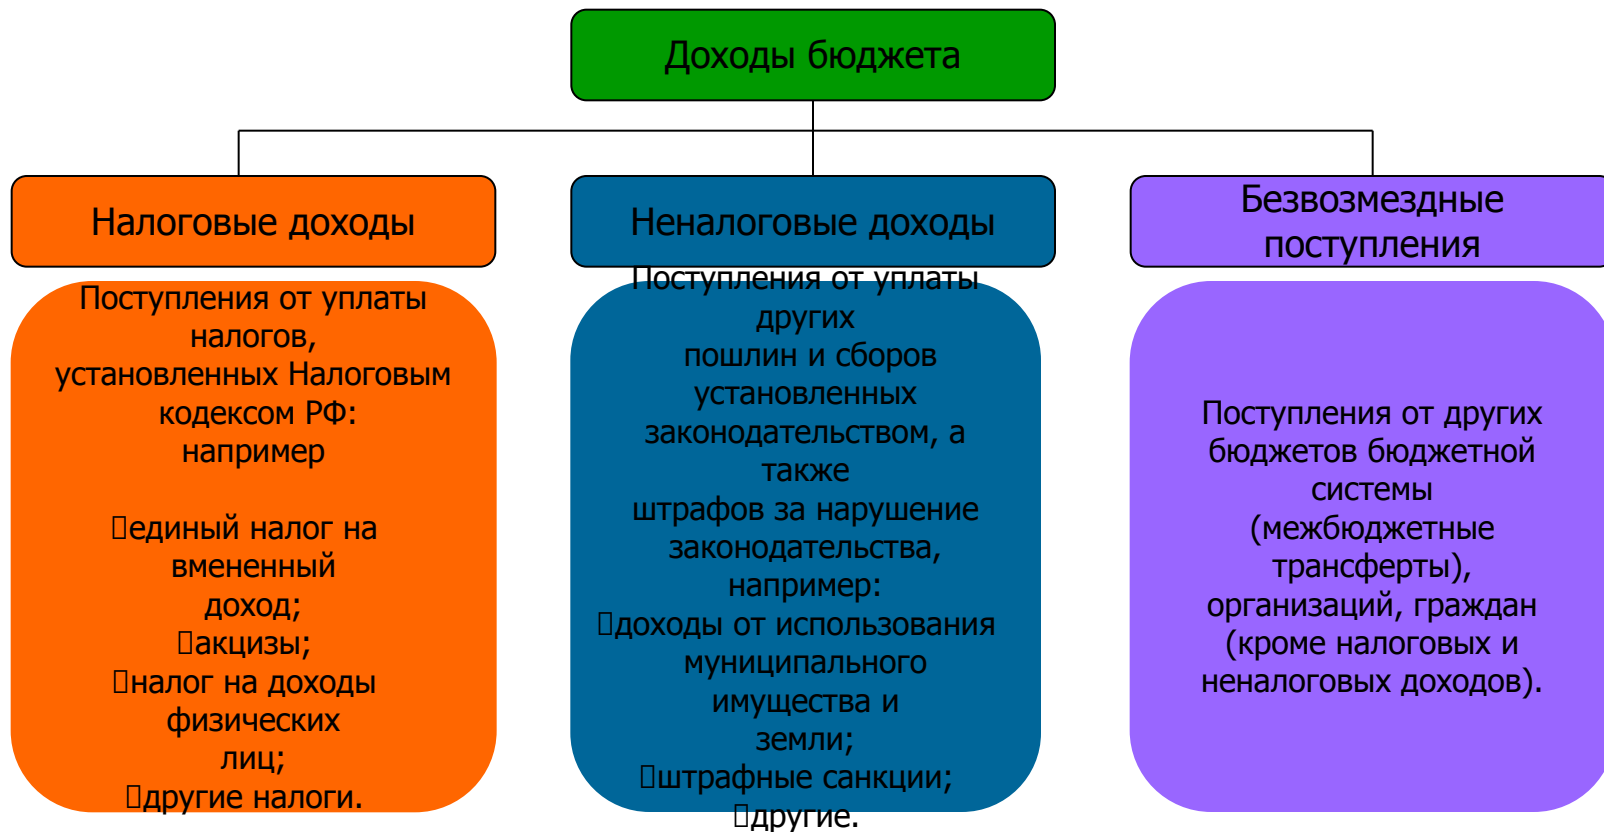 Доходы бюджета
Налоговые доходы
Неналоговые доходы
Безвозмездные
поступления
Поступления от уплаты
налогов,
установленных Налоговым
кодексом РФ:
например
единый налог на
вмененный
доход;
акцизы;
налог на доходы
физических
лиц;
другие налоги.
Поступления от уплаты
других
пошлин и сборов
установленных
законодательством, а
также
штрафов за нарушение
законодательства,
например:
доходы от использования
муниципального
имущества и
земли;
штрафные санкции;
другие.
Поступления от других
бюджетов бюджетной
системы
(межбюджетные
трансферты),
организаций, граждан
(кроме налоговых и
неналоговых доходов).